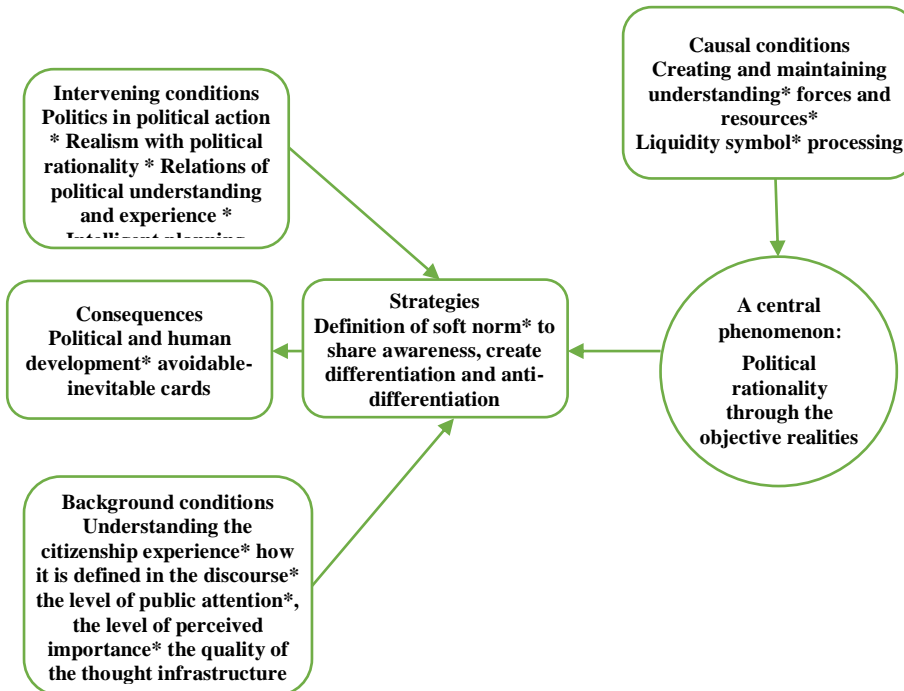 Causal conditions
Creating and maintaining
understanding* forces and
resources*
Liquidity symbol* processing
Intervening conditions
Politics in political action
* Realism with political
rationality * Relations of
political understanding
and experience *
Intelligent planning
A central
phenomenon:
Political
rationality
through the
objective realities
Strategies
Definition of soft norm* to
share awareness, create
differentiation and anti-
differentiation
Consequences
Political and human
development* avoidable-
inevitable cards
Background conditions
Understanding the
citizenship experience* how
it is defined in the discourse*
the level of public attention*,
the level of perceived
importance* the quality of
the thought infrastructure